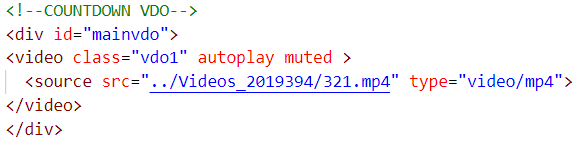 <!--COUNTDOWN VDO-->
<div id="mainvdo">
<video class="vdo1" autoplay muted >
  <source src="../Videos_2019394/321.mp4" type="video/mp4">
</video>
</div>